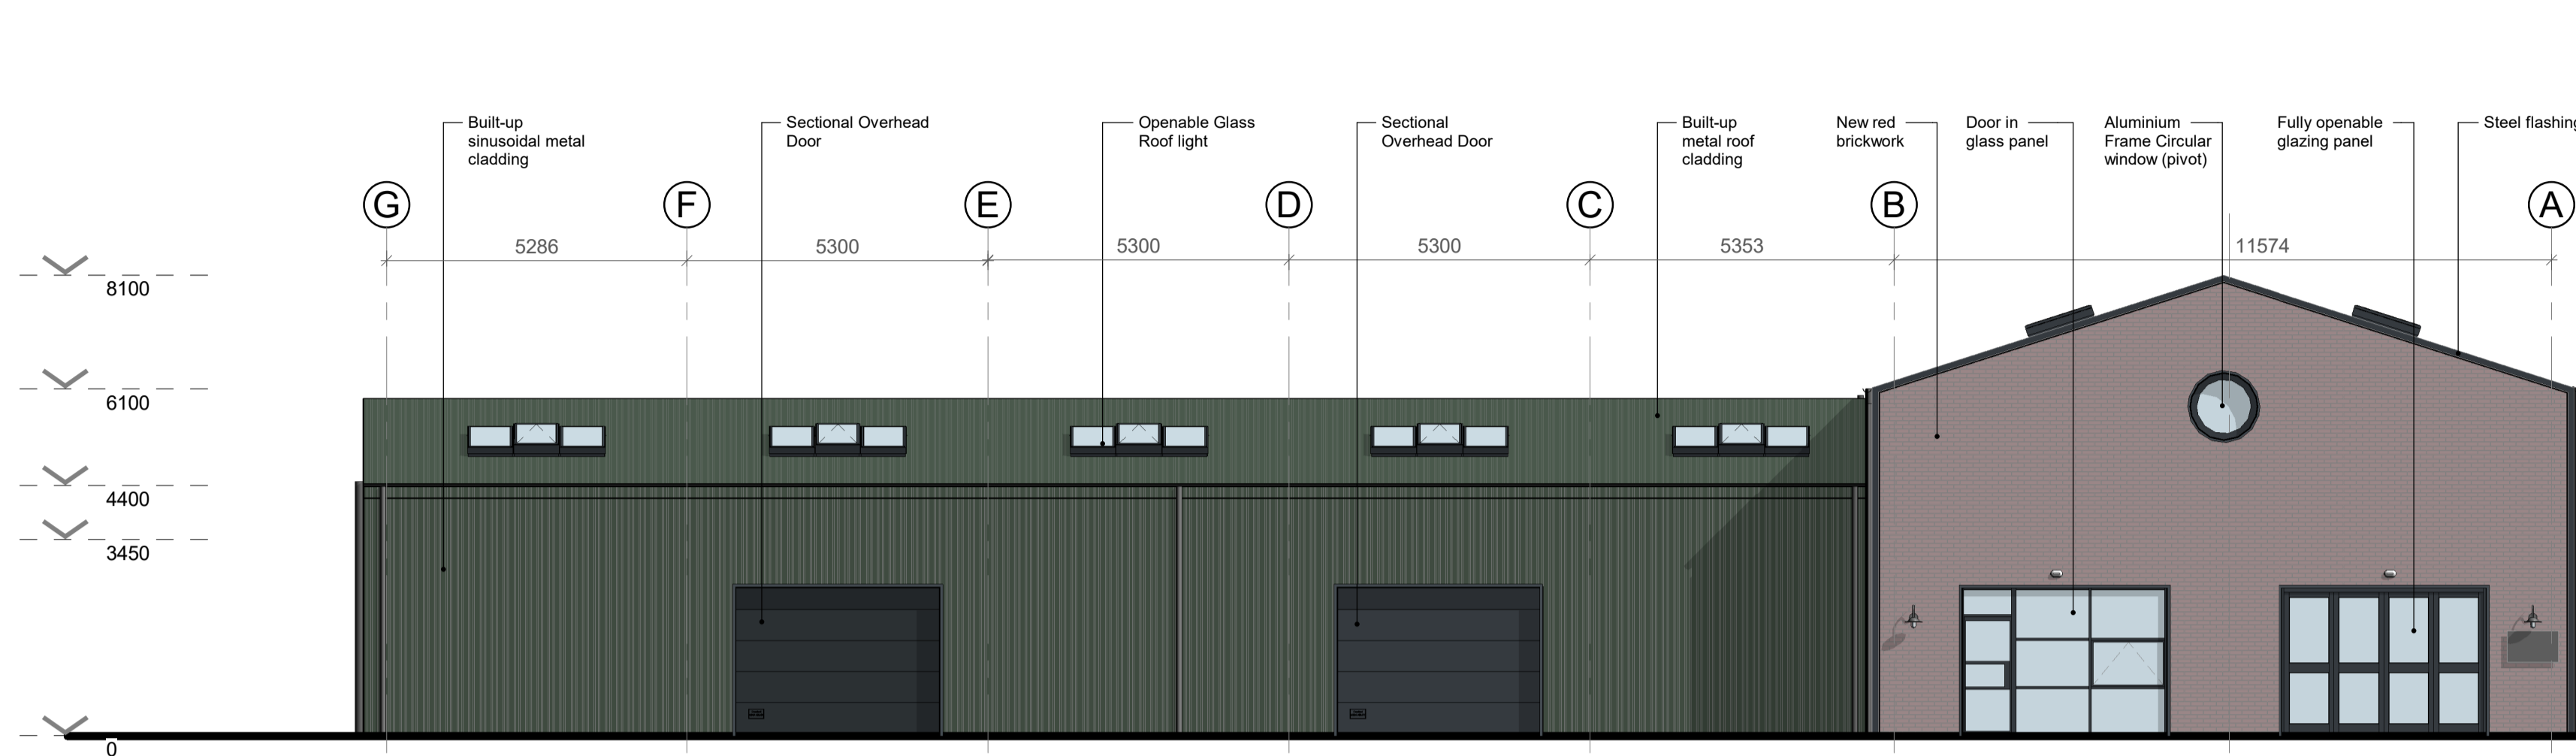 Built-up
sinusoidal metal
cladding
Sectional Overhead
Door
Openable Glass
Roof light
Sectional
Overhead Door
Built-up
metal roof
cladding
New red
brickwork
Door in
glass panel
Aluminium
Frame Circular
window (pivot)
Fully openable
glazing panel
Steel flashing
G
F
E
D
C
B
A
5286
5300
5300
5300
5353
11574
8100
6100
4400
3450
0